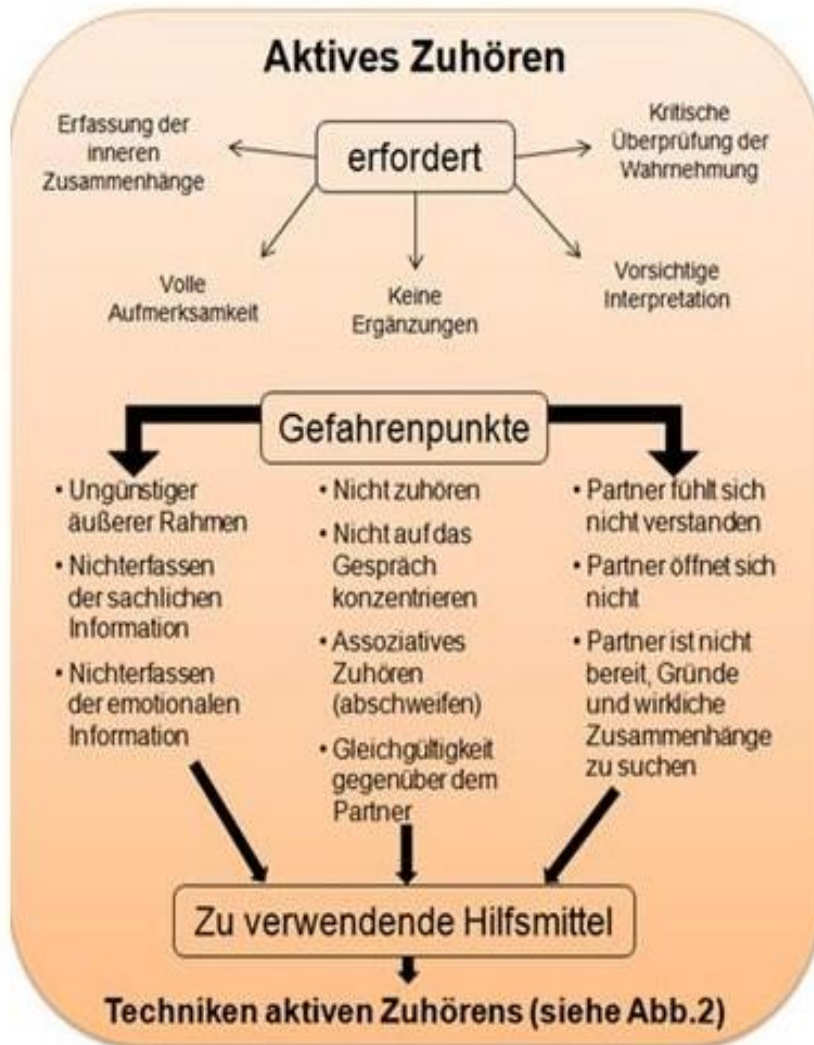 Aktives Zuhören
Erfassung der
inneren
Zusammenhänge
erfordert
Kritische
Überprüfung der
Wahrnehmung
Volle
Aufmerksamkeit
Keine
Ergänzungen
Vorsichtige
Interpretation
Gefahrenpunkte
• Ungünstiger
äußerer Rahmen
• Nichterfassen
der sachlichen
Information
• Nichterfassen
der emotionalen
Information
• Nicht zuhören
• Nicht auf das
Gespräch
konzentrieren
• Assoziatives
Zuhören
(abschweifen)
• Gleichgültigkeit
gegenüber dem
Partner
• Partner fühlt sich
nicht verstanden
• Partner öffnet sich
nicht
• Partner ist nicht
bereit, Gründe
und wirkliche
Zusammenhänge
zu suchen
Zu verwendende Hilfsmittel
Techniken aktiven Zuhörens (siehe Abb.2)